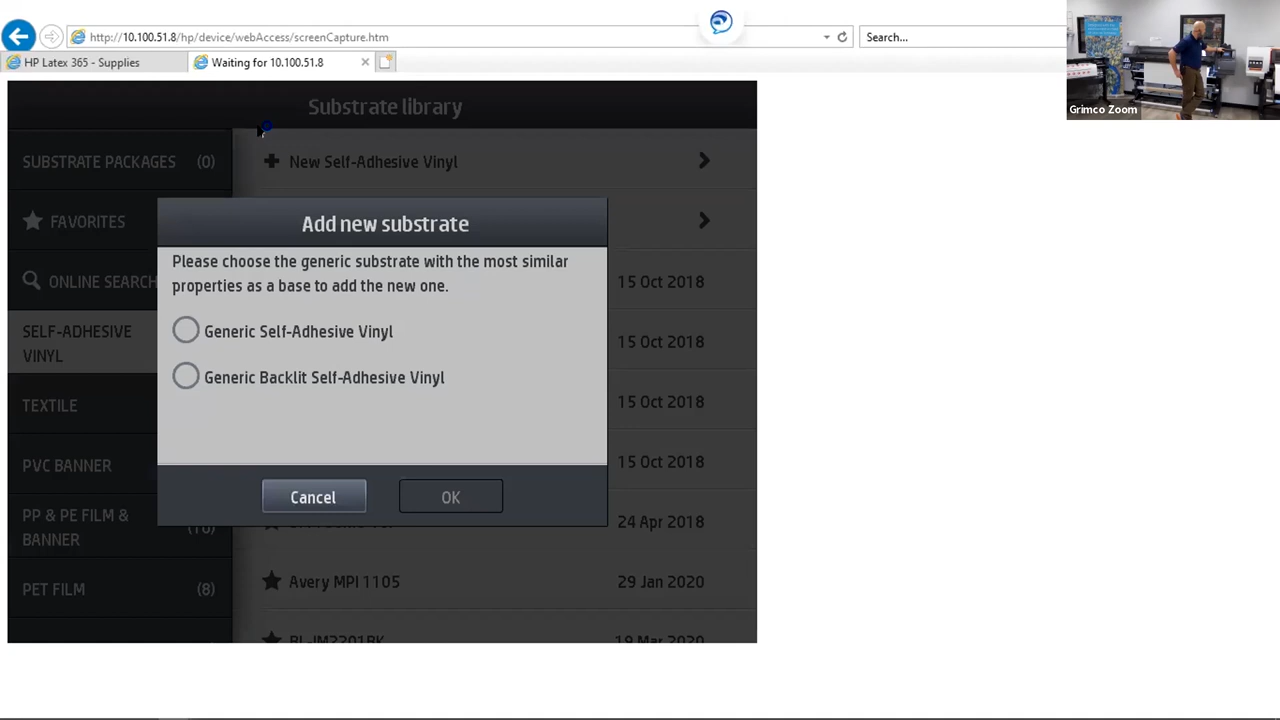 http://10.100.51.8/hp/device/webAccess/screenCapture.htm
Search...
HP Latex 365 - Supplies
Waiting for 10.100.51.8
Grimco Zoom
Substrate library
SUBSTRATE PACKAGES (0)
New Self-Adhesive Vinyl
FAVORITES
ONLINE SEARCH
15 Oct 2018
SELF-ADHESIVE
VINYL
15 Oct 2018
TEXTILE
15 Oct 2018
PVC BANNER
15 Oct 2018
PP & PE FILM &
BANNER
24 Apr 2018
PET FILM (8)
Avery MPI 1105 29 Jan 2020
19 Mar 2020
Add new substrate
Please choose the generic substrate with the most similar
properties as a base to add the new one.
Generic Self-Adhesive Vinyl
Generic Backlit Self-Adhesive Vinyl
Cancel
OK